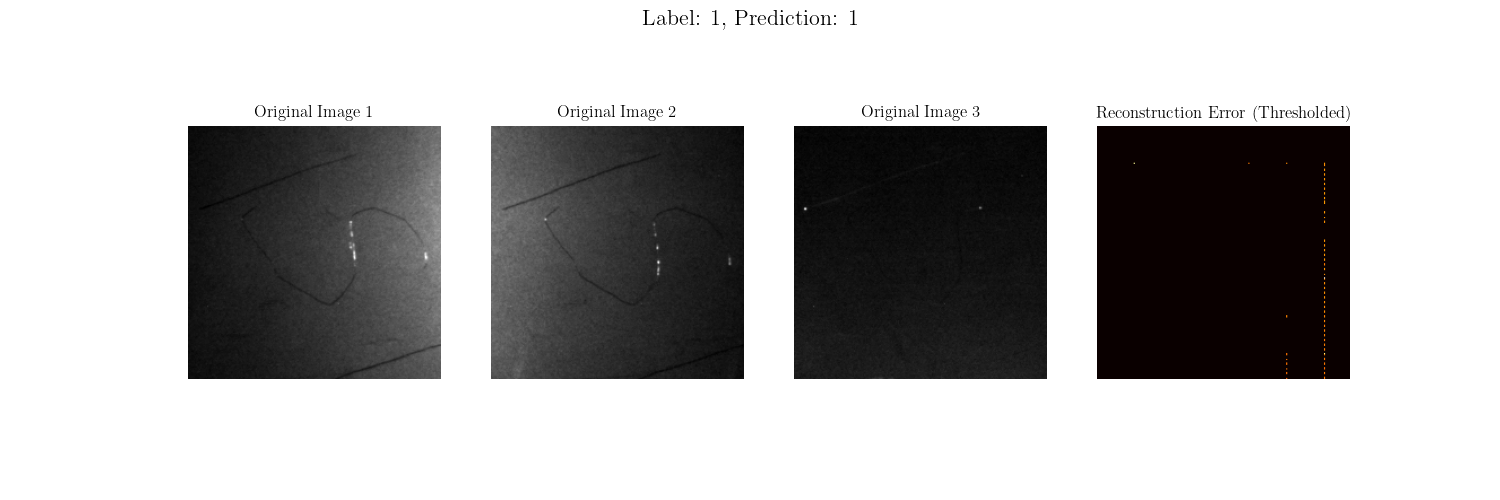 Label: 1, Prediction: 1
Original Image 1
Original Image 2
Original Image 3
Reconstruction Error (Thresholded)